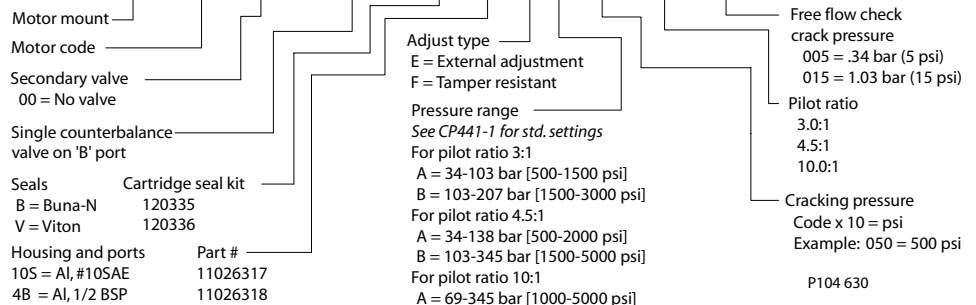 Motor mount
Motor code
Secondary valve
00 = No valve
Single counterbalance
valve on 'B' port
Seals Cartridge seal kit
B = Buna-N 120335
V = Viton 120336
Housing and ports Part #
10S = Al, #10SAE 11026317
4B = Al, 1/2 BSP 11026318
Adjust type
E = External adjustment
F = Tamper resistant
Pressure range
See CP441-1 for std. settings
For pilot ratio 3:1
A = 34-103 bar [500-1500 psi]
B = 103-207 bar [1500-3000 psi]
For pilot ratio 4.5:1
A = 34-138 bar [500-2000 psi]
B = 103-345 bar [1500-5000 psi]
For pilot ratio 10:1
A = 69-345 bar [1000-5000 psi]
Free flow check
crack pressure
005 = .34 bar (5 psi)
015 = 1.03 bar (15 psi)
Pilot ratio
3.0:1
4.5:1
10.0:1
Cracking pressure
Code x 10 = psi
Example: 050 = 500 psi
P104 630